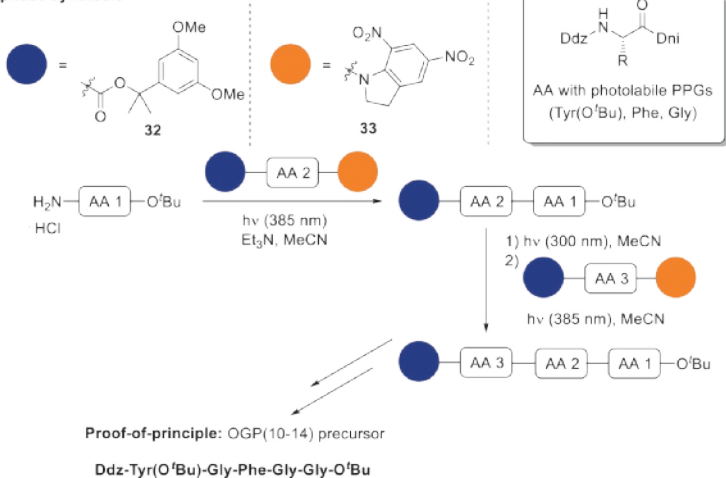 OMe
O₂N
O
OMe
32
O
N
NO₂
NO₂
33
H
N
O
Ddz
Dni
R
AA with photolabile PPGs
(Tyr(OᵗBu), Phe, Gly)
H₂N AA 1 OᵗBu
HCl
AA 2
hν (385 nm)
Et₃N, MeCN
AA 2 AA 1 OᵗBu
1) hν (300 nm), MeCN
2)
AA 3
hν (385 nm), MeCN
AA 3 AA 2 AA 1 OᵗBu
Proof-of-principle: OGP(10-14) precursor
Ddz-Tyr(OᵗBu)-Gly-Phe-Gly-Gly-OᵗBu